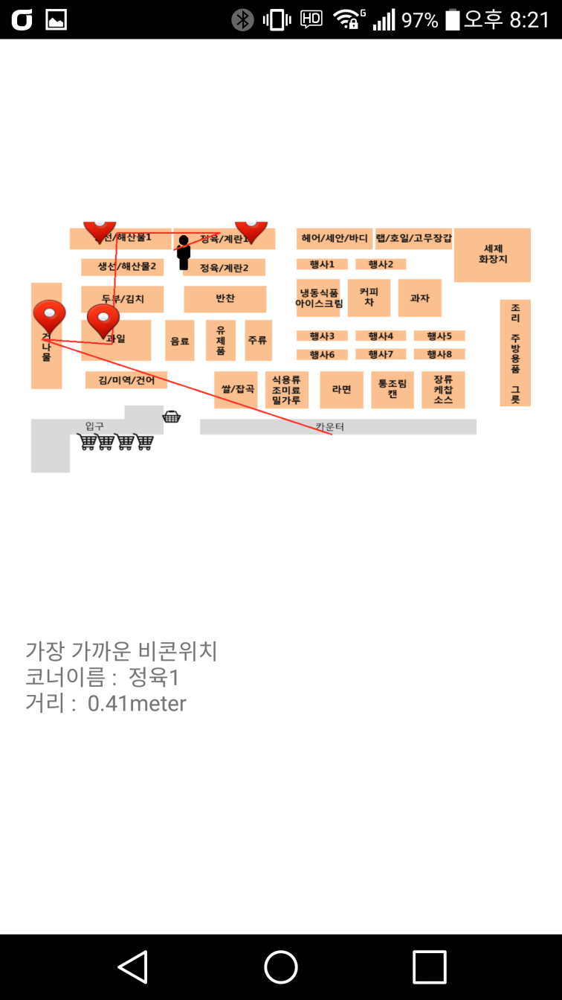 HD G 97% 오후 8:21
선/해산물1
정육/계란1
헤어/세안/바디
랩/호일/고무장갑
세제
화장지
생선/해산물2
정육/계란2
행사1
행사2
두부/김치
반찬
냉동식품
아이스크림
커피
차
과자
나
물
과일
음료
유
제
품
주류
행사3
행사4
행사5
행사6
행사7
행사8
조
리
주
방
용
품
그
릇
김/미역/건어
쌀/잡곡
식용류
조미료
밀가루
라면
통조림
캔
장류
케찹
소스
입구
카운터
가장 가까운 비콘위치
코너이름 : 정육1
거리 : 0.41meter